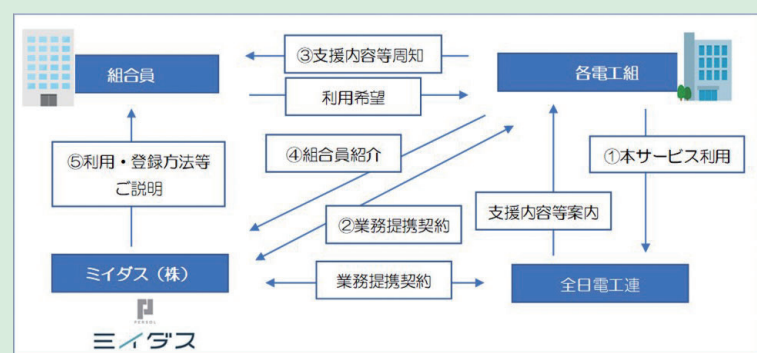 ③支援内容等周知
組合員
各電工組
利用希望
④組合員紹介
①本サービス利用
⑤利用・登録方法等
ご説明
支援内容等案内
②業務提携契約
ミイダス（株）
業務提携契約
全日電工連
PERSOL
ミイダス